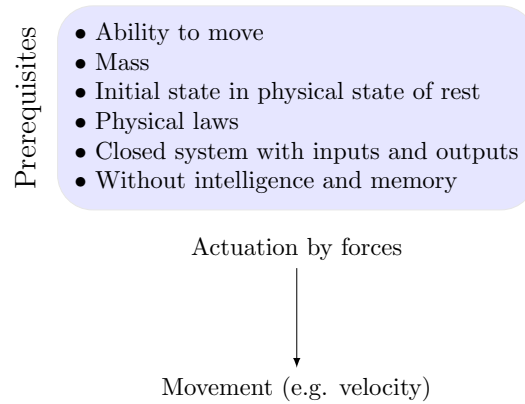 Prerequisites
• Ability to move
• Mass
• Initial state in physical state of rest
• Physical laws
• Closed system with inputs and outputs
• Without intelligence and memory
Actuation by forces
Movement (e.g. velocity)